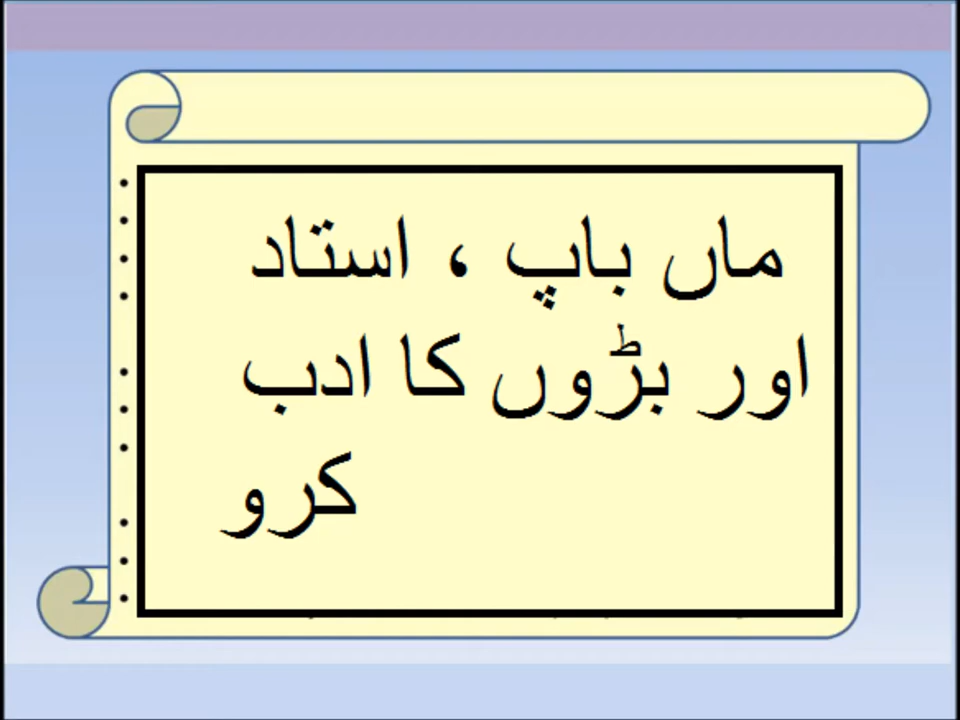 ماں باپ ، استاد
اور بڑوں کا ادب
کرو